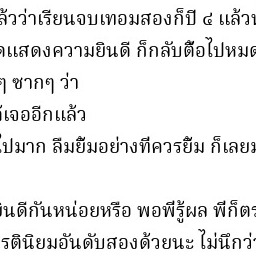 ล้วว่าเรียนจบเทอมสองก็ปี ๔ แล้ว
ดแสดงความยินดี ก็กลับตื้อไปหมด
ๆ ซากๆ ว่า
เจออีกแล้ว
ไปมาก ลืมยิ้มอย่างที่ควรยิ้ม ก็เลย
ยินดีกันหน่อยหรือ พอพี่รู้ผล พี่ก็ตร
รตินิยมอันดับสองด้วยนะ ไม่นึกว่า